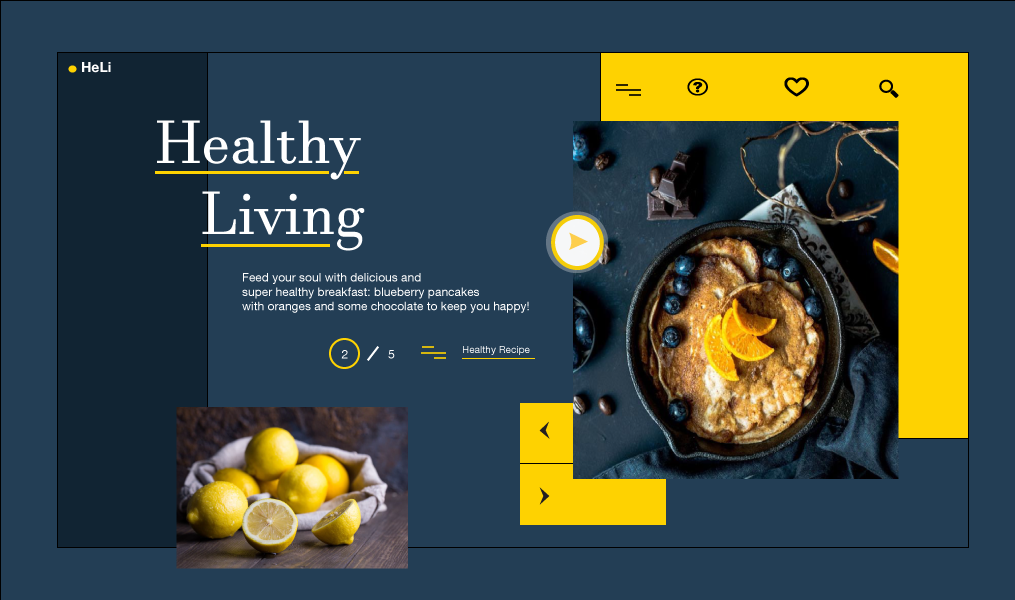 HeLi
Healthy
Living
Feed your soul with delicious and
super healthy breakfast: blueberry pancakes
with oranges and some chocolate to keep you happy!
2 / 5 Healthy Recipe